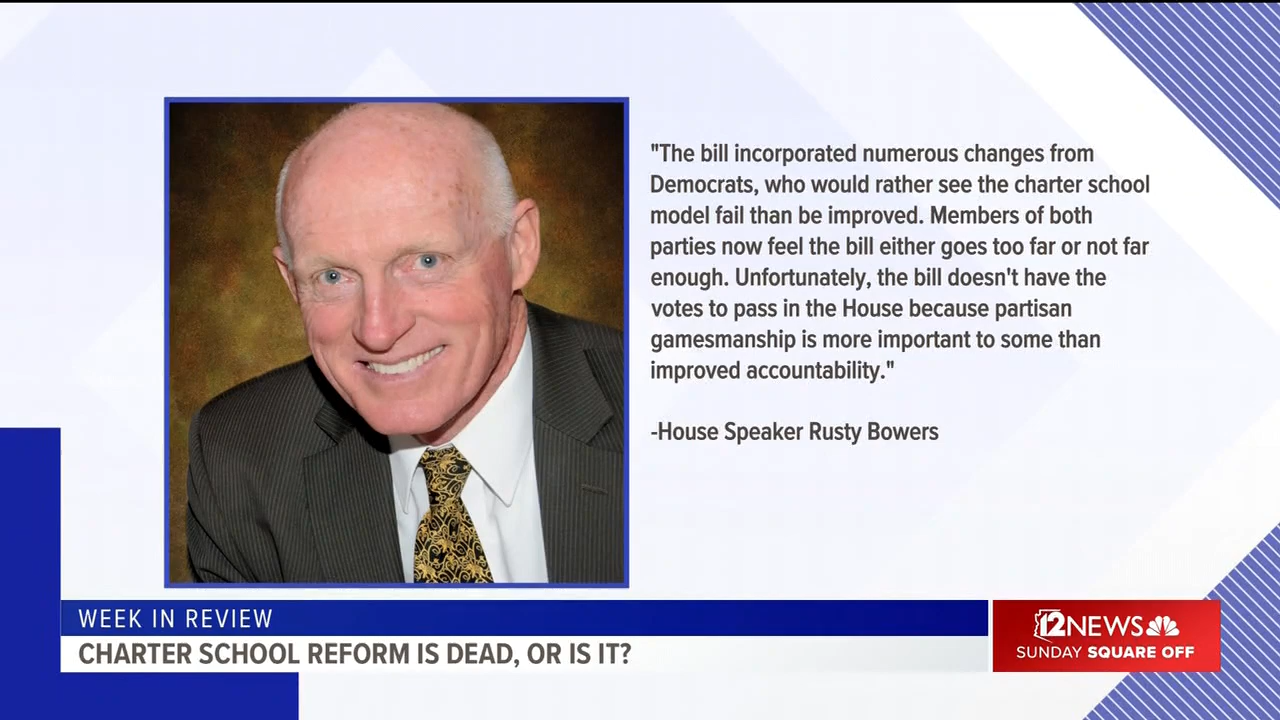 "The bill incorporated numerous changes from
Democrats, who would rather see the charter school
model fail than be improved. Members of both
parties now feel the bill either goes too far or not far
enough. Unfortunately, the bill doesn't have the
votes to pass in the House because partisan
gamesmanship is more important to some than
improved accountability."
-House Speaker Rusty Bowers
WEEK IN REVIEW
CHARTER SCHOOL REFORM IS DEAD, OR IS IT?
12NEWS
SUNDAY SQUARE OFF